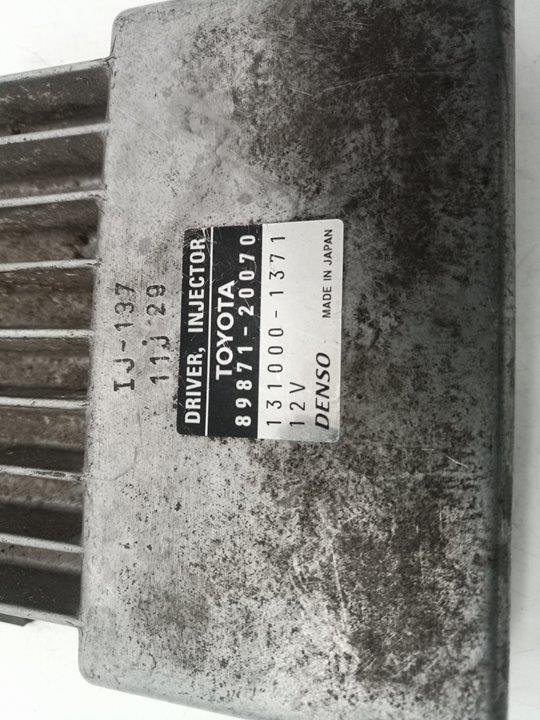 IJ-137
11J 29
DRIVER, INJECTOR
TOYOTA
89871-20070
131000-1371
12V
DENSO MADE IN JAPAN